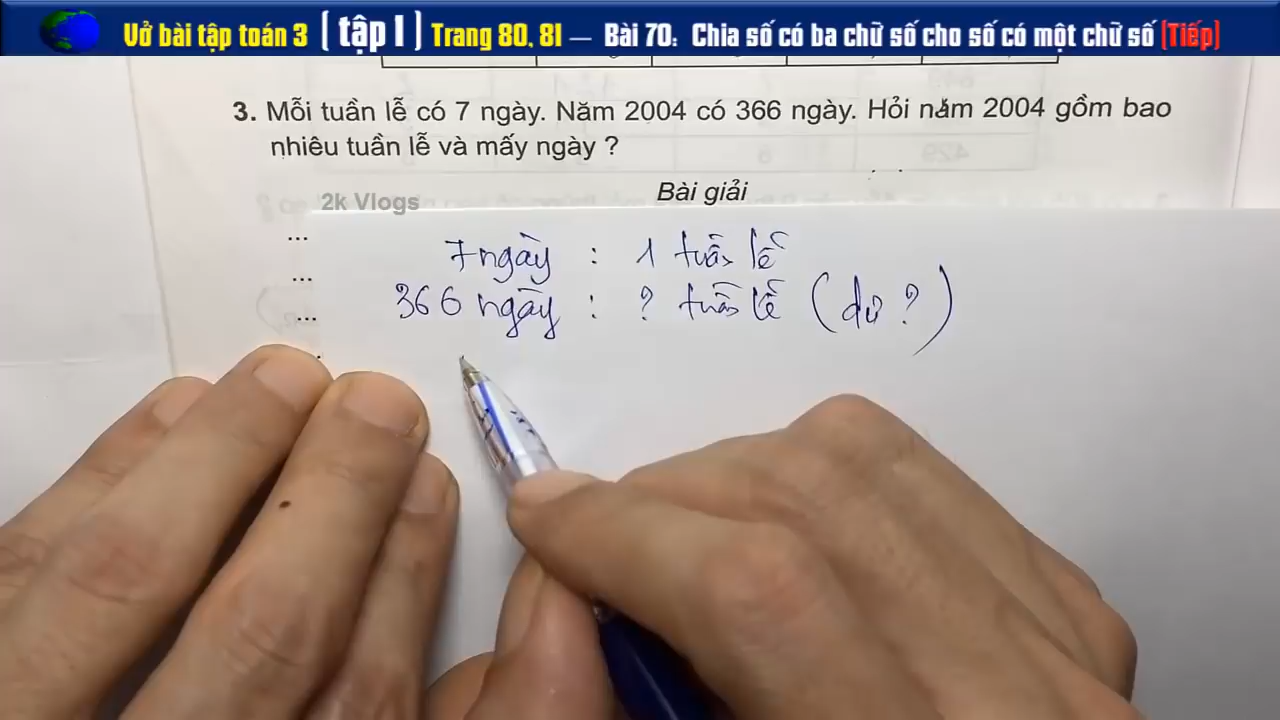 Vở bài tập toán 3 ( tập 1 ) Trang 80, 81 – Bài 70: Chia số có ba chữ số cho số có một chữ số (Tiếp)
3. Mỗi tuần lễ có 7 ngày. Năm 2004 có 366 ngày. Hỏi năm 2004 gồm bao
nhiêu tuần lễ và mấy ngày ?
Bài giải
2k Vlogs
...
7 ngày : 1 tuần lễ
...
366 ngày : ? tuần lễ ( dư ? )
...